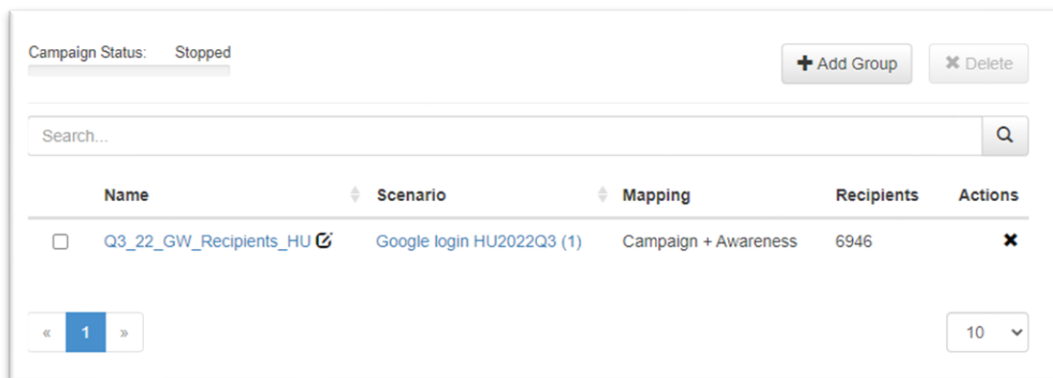 Campaign Status: Stopped
Add Group
Delete
Search...
Name Scenario Mapping Recipients Actions
Q3_22_GW_Recipients_HU Google login HU2022Q3 (1) Campaign + Awareness 6946
« 1 »
10